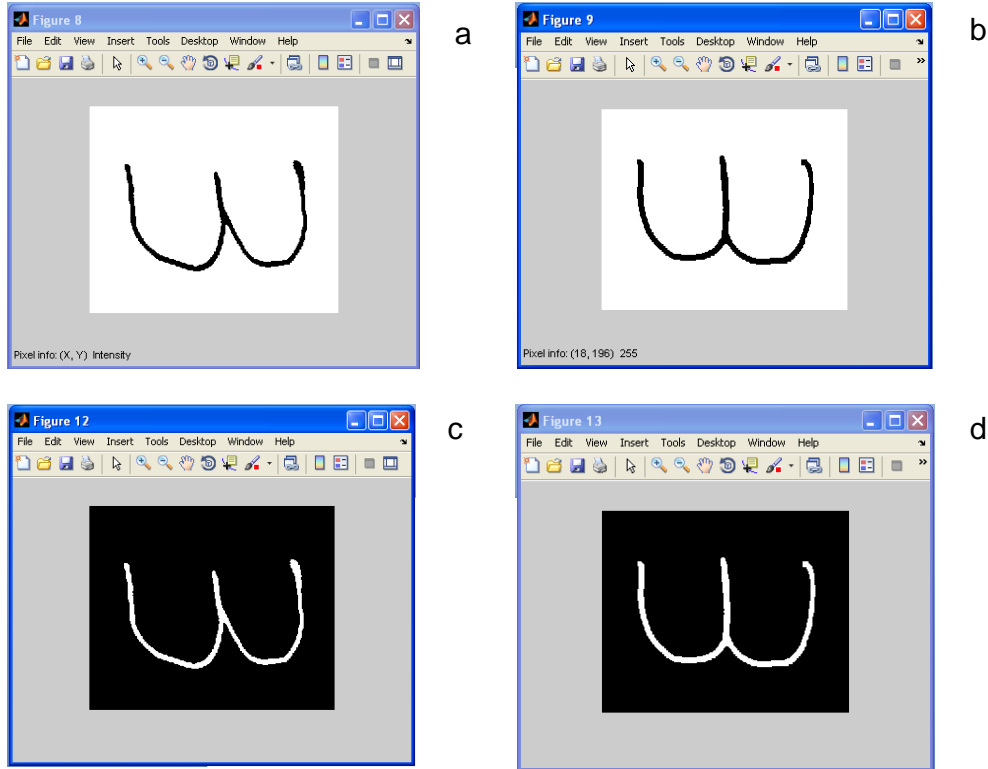 Figure 8
a
File Edit View Insert Tools Desktop Window Help
Pixel info: (X, Y) Intensity
Figure 9
b
File Edit View Insert Tools Desktop Window Help
Pixel info: (18, 196) 255
Figure 12
c
File Edit View Insert Tools Desktop Window Help
Figure 13
d
File Edit View Insert Tools Desktop Window Help